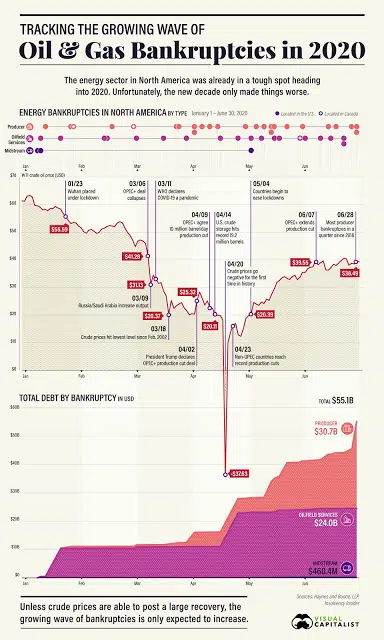 TRACKING THE GROWING WAVE OF
Oil & Gas Bankruptcies in 2020
The energy sector in North America was already in a tough spot heading
into 2020. Unfortunately, the new decade only made things worse.
ENERGY BANKRUPTCIES IN NORTH AMERICA BY TYPE January 1 - June 30, 2020
Located in the U.S. Located in Canada
Producer
Oilfield
Services
Midstream
Jan Feb Mar Apr May Jun
$70 WTI crude oil price (USD)
01/23
Wuhan placed
under lockdown
03/06
OPEC+ deal
collapses
03/11
WHO declares
COVID-19 a pandemic
05/04
Countries begin to
ease lockdowns
04/09
OPEC+ agree
10 million barrel/day
production cut
04/14
U.S. crude
storage hits
record 19.2
million barrels
06/07
OPEC+ extends
production cut
06/28
Most producer
bankruptcies in a
quarter since 2016
$60
$50
$40
$30
$20
$10
$0
$55.59
$41.28
$31.13
$20.37
$25.32
$20.11
$20.39
$39.55
$38.49
-$37.63
04/20
Crude prices go
negative for the first
time in history
03/09
Russia/Saudi Arabia increase output
03/18
Crude prices hit lowest level since Feb. 2002
04/02
President Trump declares
OPEC+ production cut deal
04/23
Non-OPEC countries reach
record production cuts
Jan Feb Mar Apr May Jun
TOTAL DEBT BY BANKRUPTCY IN USD
TOTAL $55.1B
$60B
$50B
$40B
$30B
$20B
$10B
$0
PRODUCER
$30.7B
OILFIELD SERVICES
$24.0B
MIDSTREAM
$460.4M
Jan Feb Mar Apr May Jun
Unless crude prices are able to post a large recovery, the
growing wave of bankruptcies is only expected to increase.
Sources: Haynes and Boone, LLP,
Insolvency Insider
VISUAL
CAPITALIST